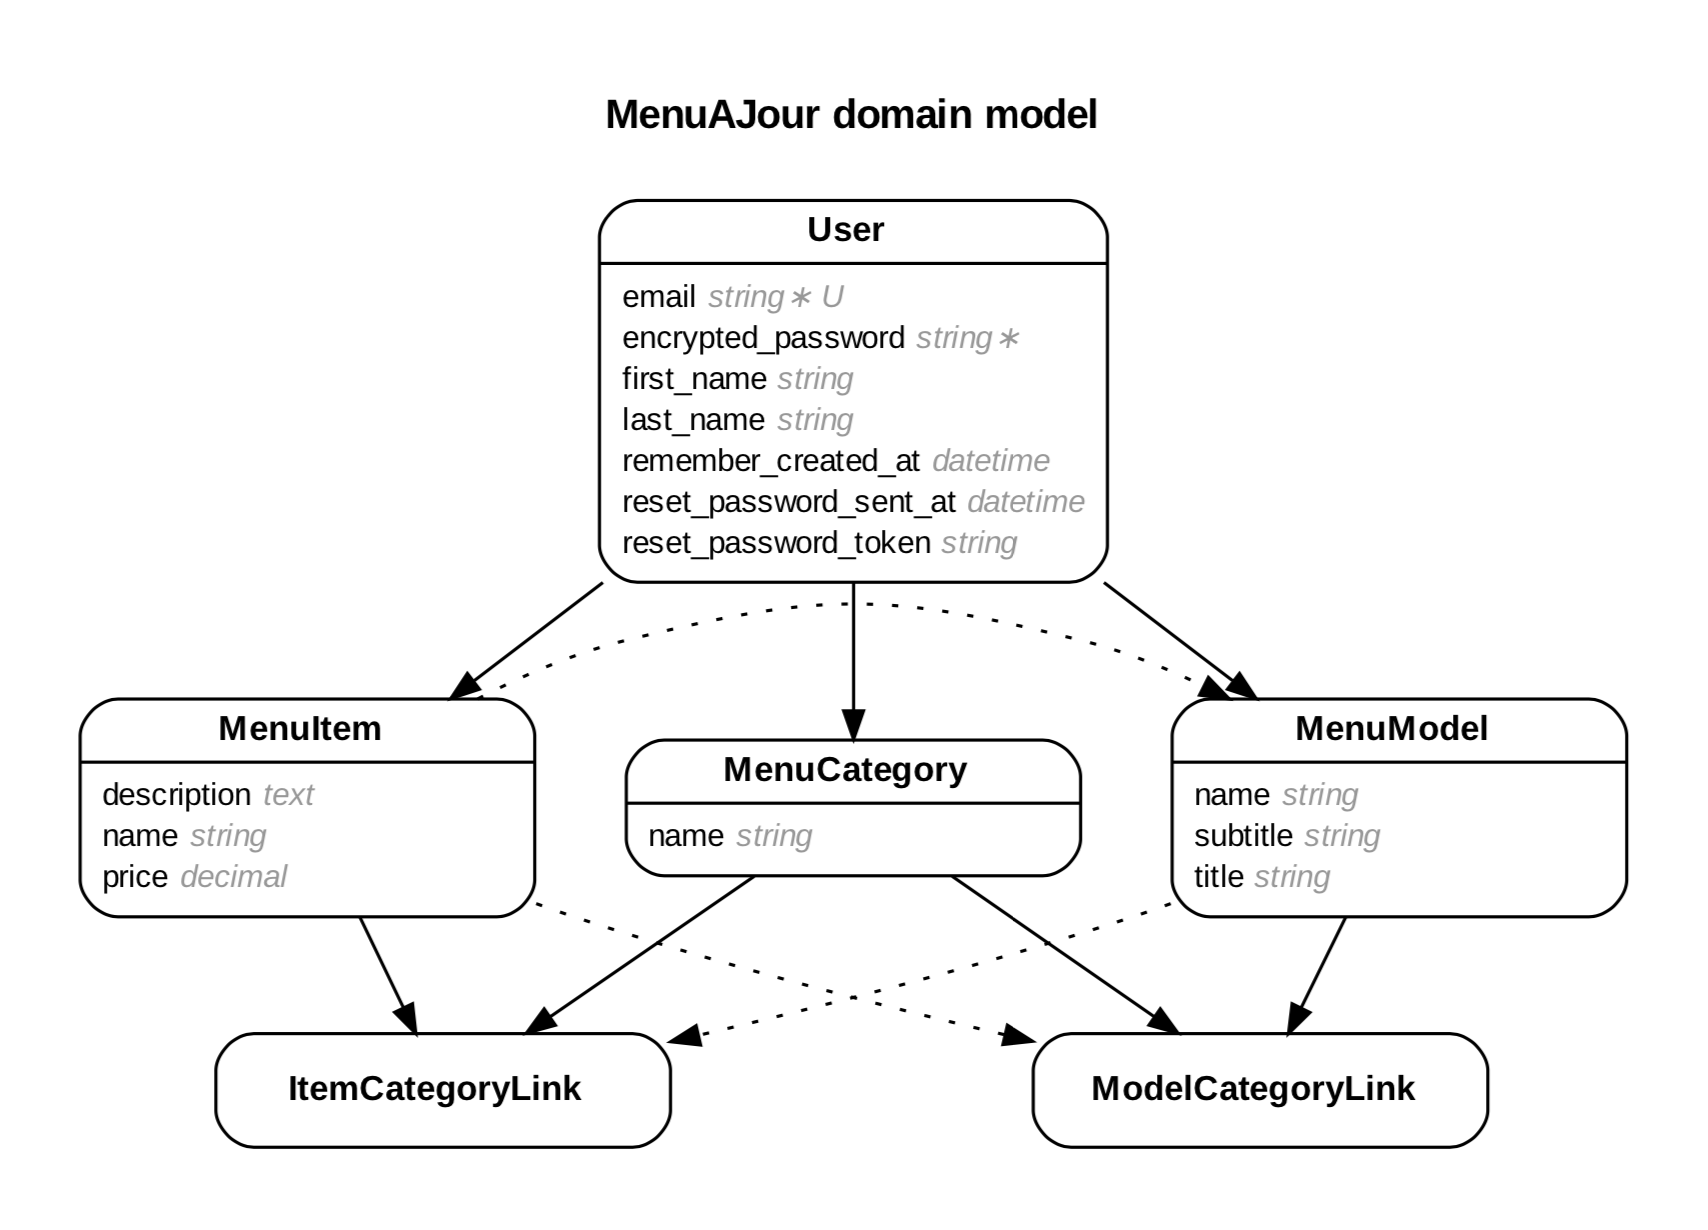 MenuAJour domain model
User
email string∗ U
encrypted_password string∗
first_name string
last_name string
remember_created_at datetime
reset_password_sent_at datetime
reset_password_token string
MenuItem
description text
name string
price decimal
MenuCategory
name string
MenuModel
name string
subtitle string
title string
ItemCategoryLink
ModelCategoryLink